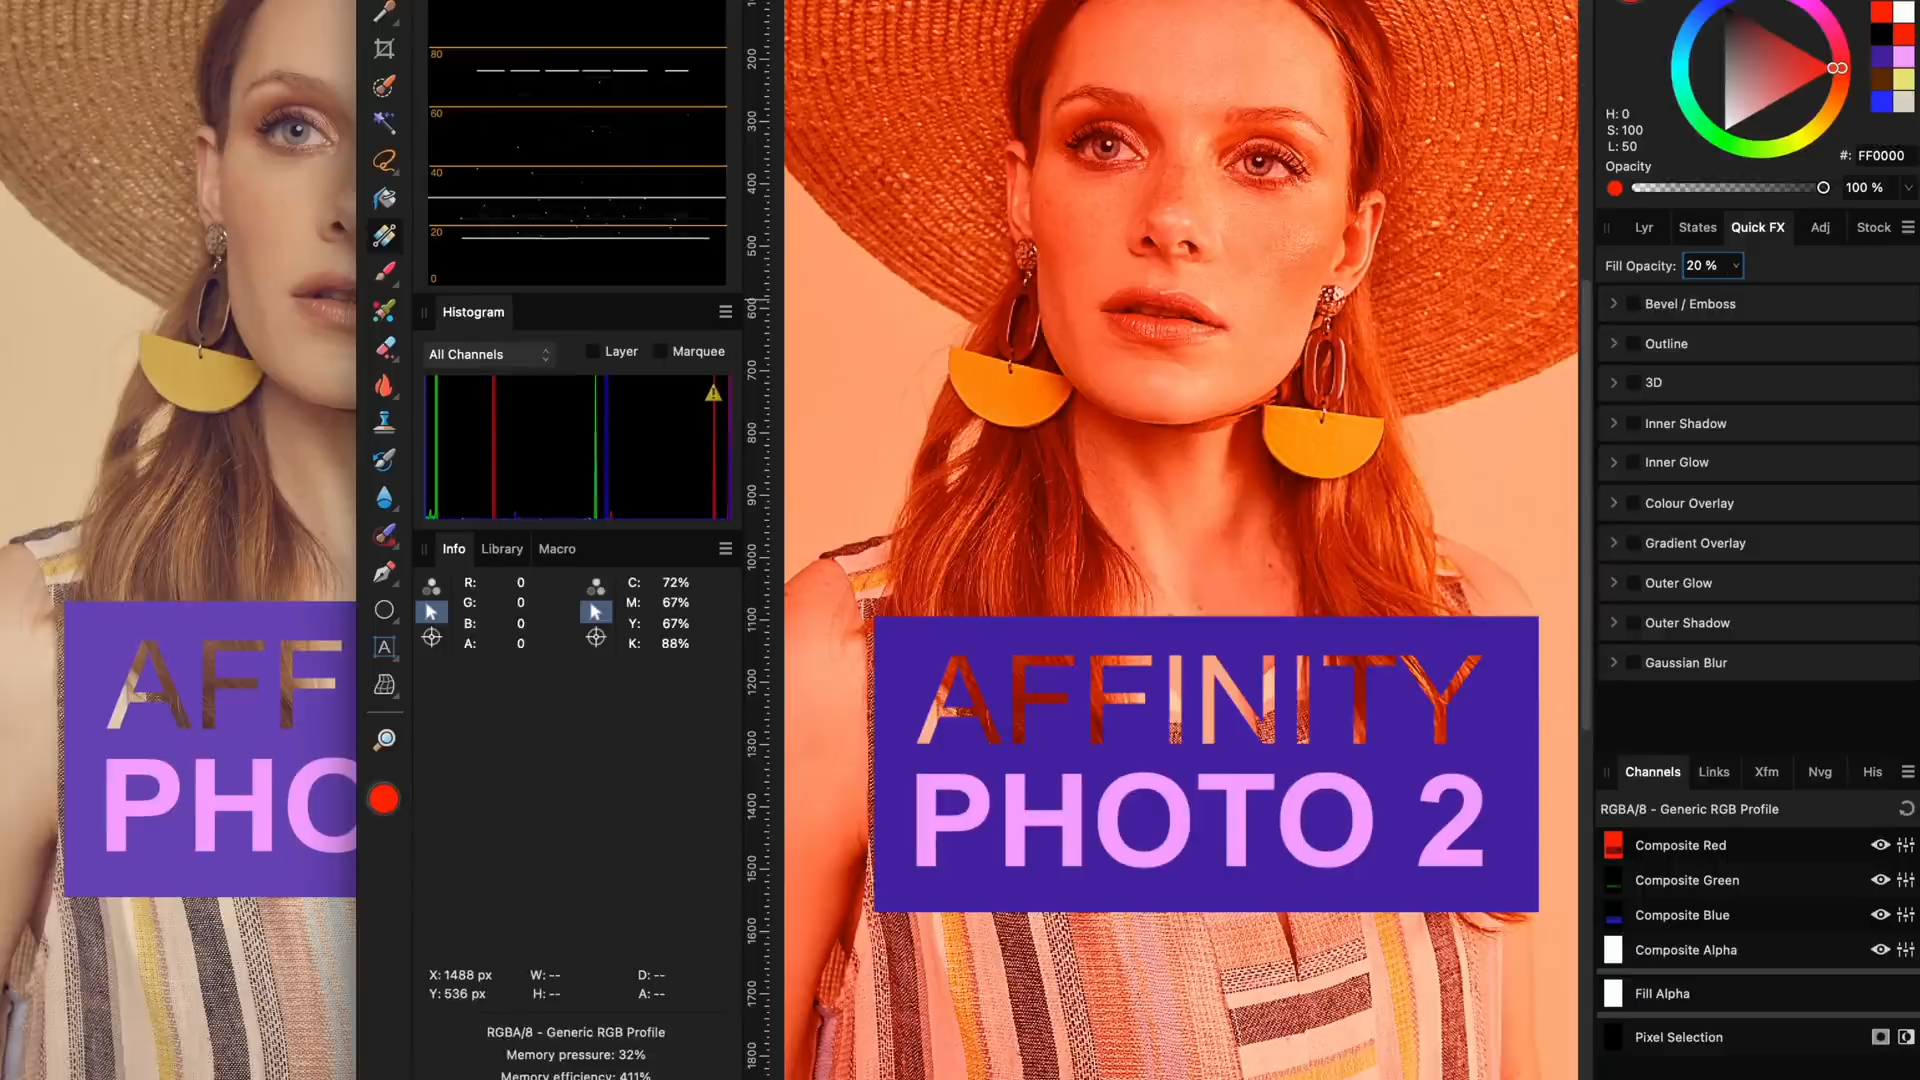 AFF
PHO
80
60
40
20
0
Histogram
All Channels
Layer
Marquee
Info
Library
Macro
R: 0
G: 0
B: 0
A: 0
C: 72%
M: 67%
Y: 67%
K: 88%
X: 1488 px
W: --
D: --
Y: 536 px
H: --
A: --
RGBA/8 - Generic RGB Profile
Memory pressure: 32%
Memory efficiency: 411%
200
300
400
500
600
700
800
900
1000
1100
1200
1300
1400
1500
1600
1700
1800
AFFINITY
PHOTO 2
H: 0
S: 100
L: 50
#: FF0000
Opacity
100 %
Lyr
States
Quick FX
Adj
Stock
Fill Opacity: 20 %
Bevel / Emboss
Outline
3D
Inner Shadow
Inner Glow
Colour Overlay
Gradient Overlay
Outer Glow
Outer Shadow
Gaussian Blur
Channels
Links
Xfm
Nvg
His
RGBA/8 - Generic RGB Profile
Composite Red
Composite Green
Composite Blue
Composite Alpha
Fill Alpha
Pixel Selection